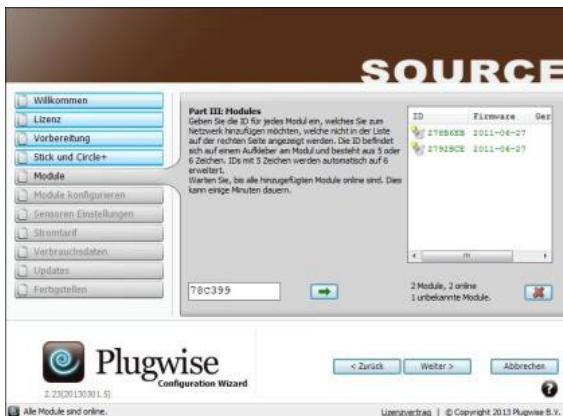 SOURCE
Willkommen
Lizenz
Vorbereitung
Stick und Circle+
Module
Module konfigurieren
Sensoren Einstellungen
Stromtarif
Verbrauchsdaten
Updates
Fertigstellen
Part III: Modules
Geben Sie die ID für jedes Modul ein, welches Sie zum
Netzwerk hinzufügen möchten, welche nicht in der Liste
auf der rechten Seite angezeigt werden. Die ID befindet
sich auf einem Aufkleber am Modul und besteht aus 5 oder
6 Zeichen. IDs mit 5 Zeichen werden automatisch auf 6
erweitert.
Warten Sie, bis alle hinzugefügten Module online sind. Dies
kann einige Minuten dauern.
78C399
ID Firmware Ger
2011-06-27
2011-06-27
2 Module, 2 online
1 unbekannte Module.
Plugwise
Configuration Wizard
2.23(20130301.5)
< Zurück
Weiter >
Abbrechen
Alle Module sind online.
Lizenzvertrag | © Copyright 2013 Plugwise B.V.